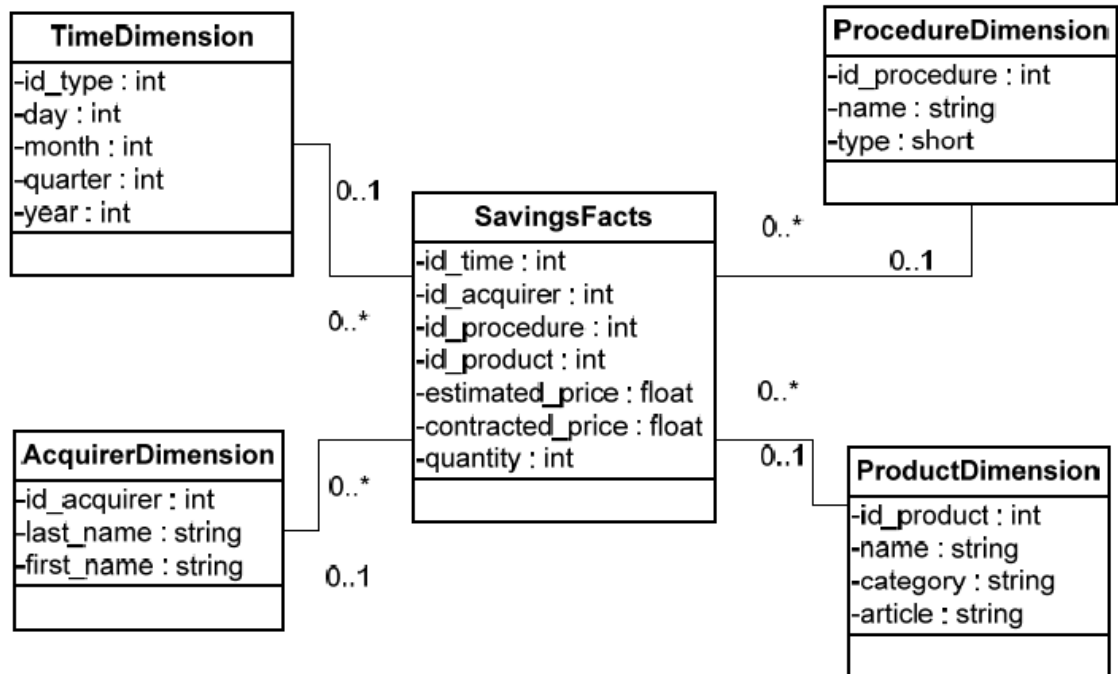 TimeDimension
-id_type : int
-day : int
-month : int
-quarter : int
-year : int
0..1
0..*
ProcedureDimension
-id_procedure : int
-name : string
-type : short
0..*
0..1
SavingsFacts
-id_time : int
-id_acquirer : int
-id_procedure : int
-id_product : int
-estimated_price : float
-contracted_price : float
-quantity : int
AcquirerDimension
-id_acquirer : int
-last_name : string
-first_name : string
0..*
0..1
0..*
0..1
ProductDimension
-id_product : int
-name : string
-category : string
-article : string